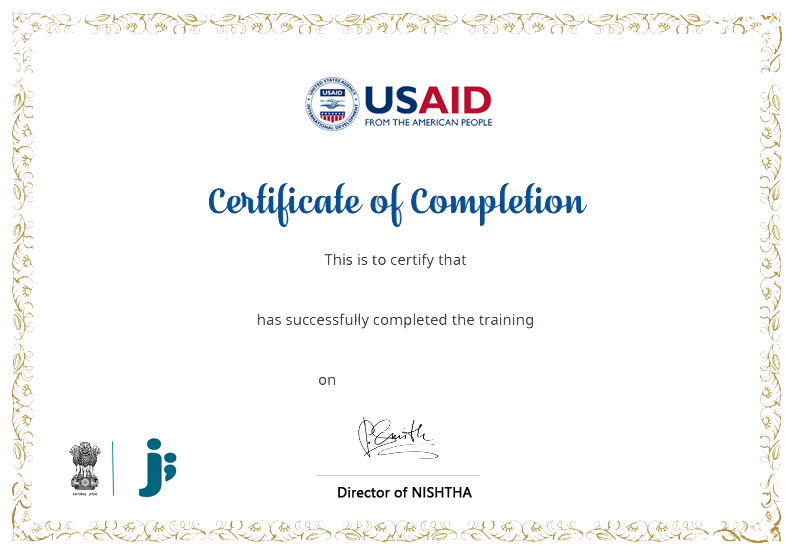 UNITED STATES AGENCY
USAID
INTERNATIONAL DEVELOPMENT
USAID
FROM THE AMERICAN PEOPLE
Certificate of Completion
This is to certify that
has successfully completed the training
on
P. Smith
सत्यमेव जयते
Director of NISHTHA